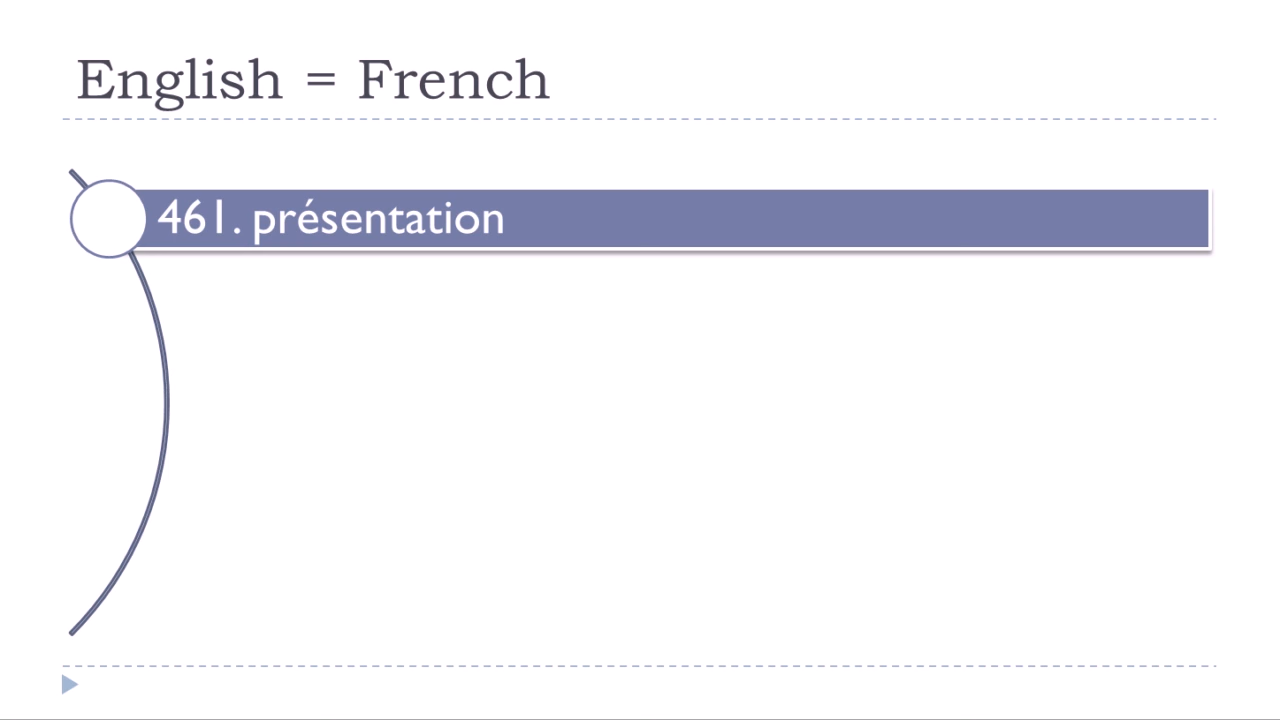 English = French
461. présentation